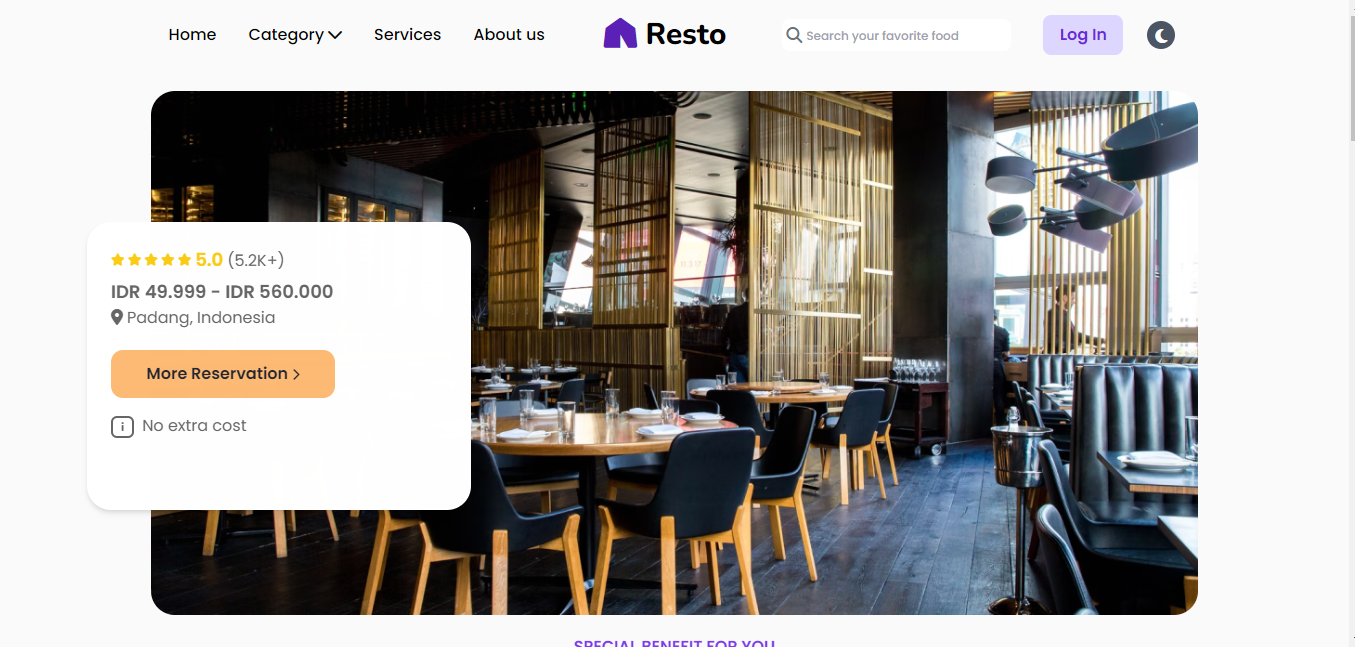 Home Category Services About us Resto Search your favorite food Log In
5.0 (5.2K+)
IDR 49.999 - IDR 560.000
Padang, Indonesia
More Reservation >
i No extra cost
SPECIAL BENEFIT FOR YOU